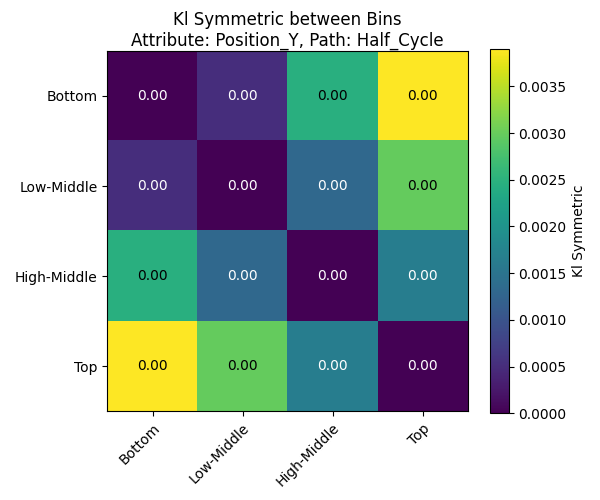 Kl Symmetric between Bins
Attribute: Position_Y, Path: Half_Cycle
Bottom
0.00 0.00 0.00 0.00
Low-Middle
0.00 0.00 0.00 0.00
High-Middle
0.00 0.00 0.00 0.00
Top
0.00 0.00 0.00 0.00
Bottom
Low-Middle
High-Middle
Top
0.0035
0.0030
0.0025
0.0020
0.0015
0.0010
0.0005
0.0000
Kl Symmetric